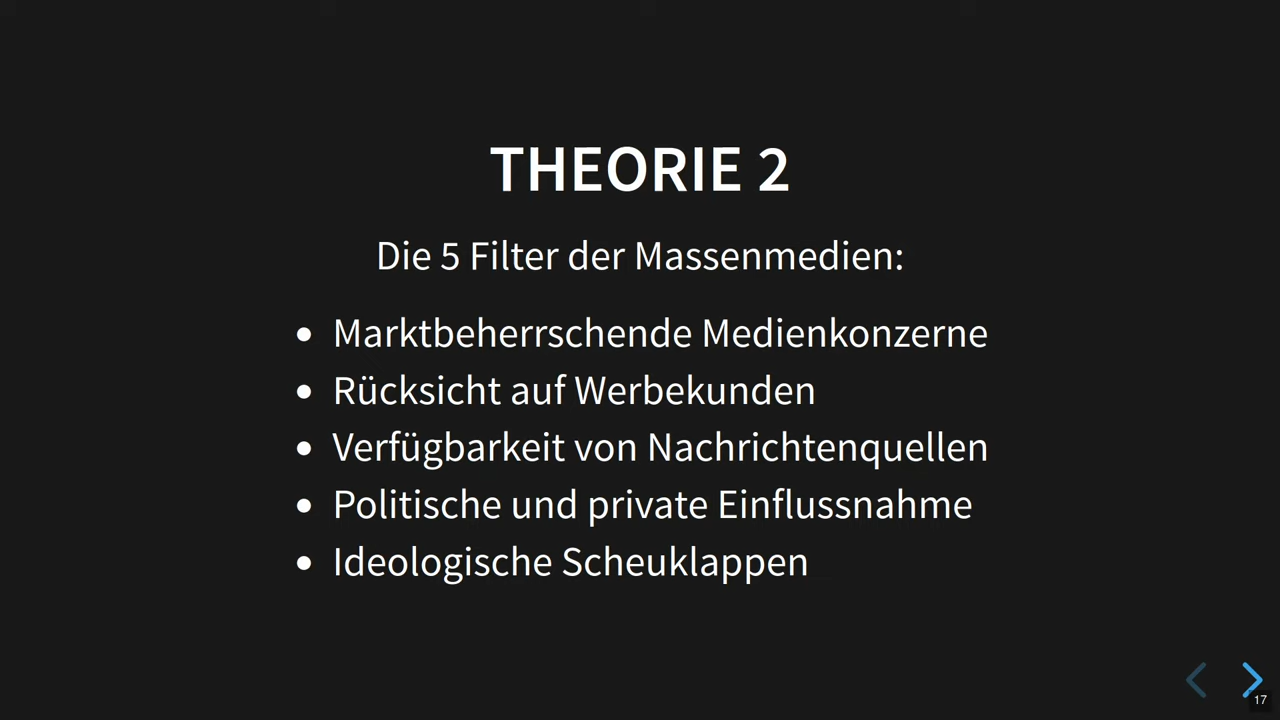 THEORIE 2
Die 5 Filter der Massenmedien:
• Marktbeherrschende Medienkonzerne
• Rücksicht auf Werbekunden
• Verfügbarkeit von Nachrichtenquellen
• Politische und private Einflussnahme
• Ideologische Scheuklappen
17